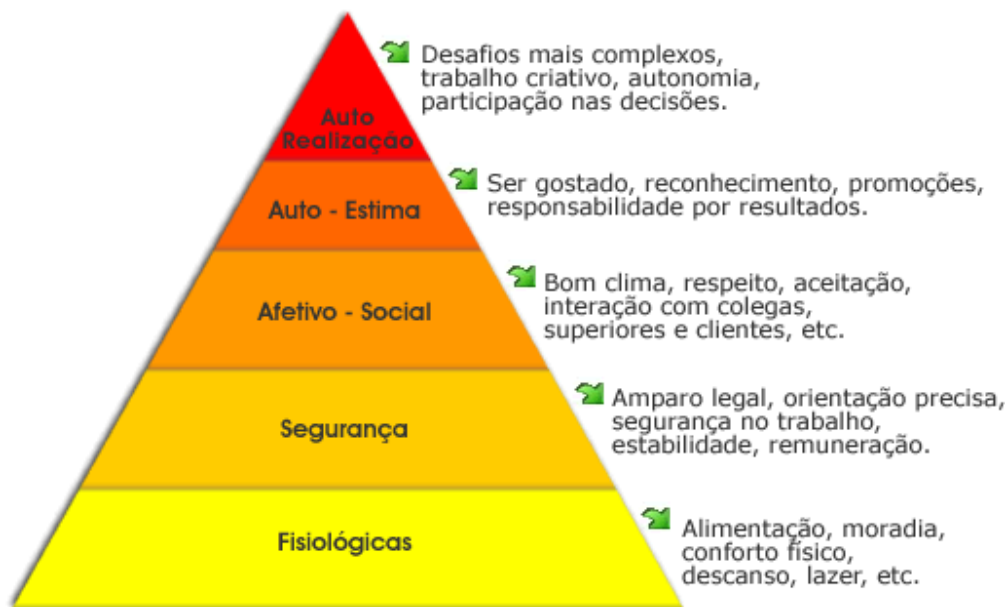 Desafios mais complexos,
trabalho criativo, autonomia,
participação nas decisões.
Auto
Realização
Ser gostado, reconhecimento, promoções,
responsabilidade por resultados.
Auto - Estima
Bom clima, respeito, aceitação,
interação com colegas,
superiores e clientes, etc.
Afetivo - Social
Amparo legal, orientação precisa,
segurança no trabalho,
estabilidade, remuneração.
Segurança
Alimentação, moradia,
conforto físico,
descanso, lazer, etc.
Fisiológicas